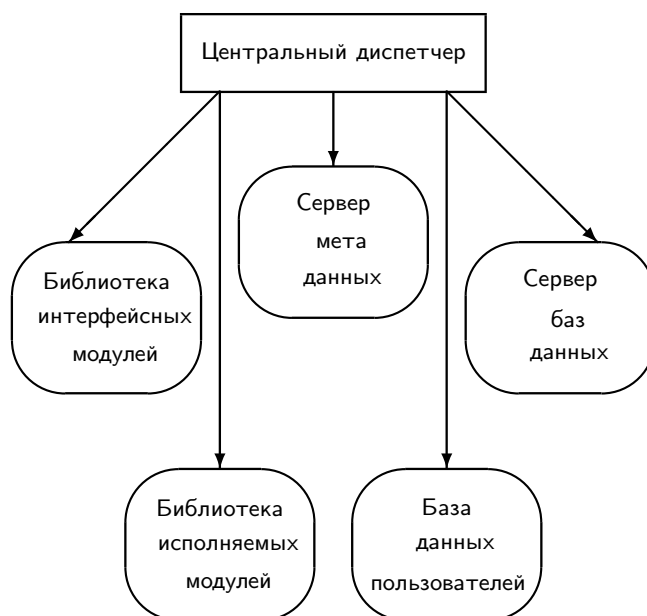 Центральный диспетчер
Сервер
мета
данных
Библиотека
интерфейсных
модулей
Сервер
баз
данных
Библиотека
исполняемых
модулей
База
данных
пользователей